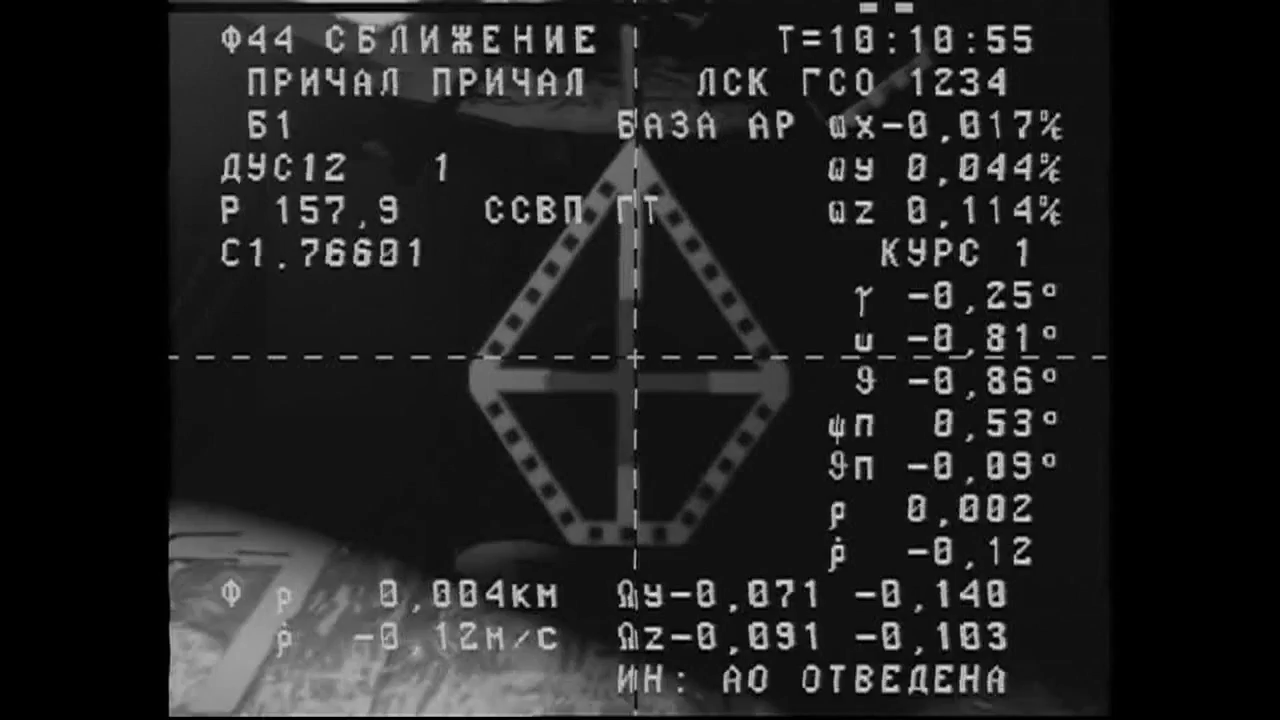 Ф44 СБЛИЖЕНИЕ T=10:10:55
ПРИЧАЛ ПРИЧАЛ ЛСК ГСО 1234
Б1 БАЗА АР ωX-0,017%
ДУС12 1 ωУ 0,044%
Р 157,9 ССВП ГТ ωZ 0,114%
С1.76601 КУРС 1
γ -0,25°
u -0,81°
ϑ -0,86°
ψП 0,53°
ϑП -0,09°
ρ 0,002
ρ̇ -0,12
Ф ρ 0,004КМ ΩУ-0,071 -0,140
ρ̇ -0,12М/С ΩZ-0,091 -0,103
ИН: АО ОТВЕДЕНА